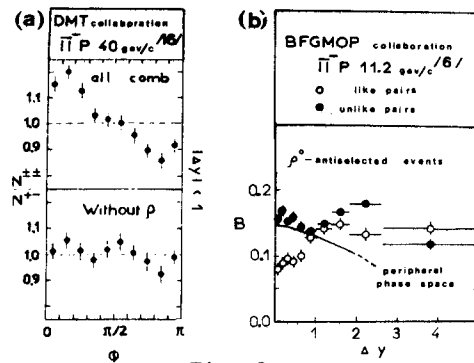 (a)
DMT collaboration
π̄⁻P 40 gev/c /6/
all comb
1,2
1,1
1,0
0,9
N±±
N+-
|Δy| < 1
Without ρ
1,1
1,0
0,9
0
π/2
π
Φ
(b)
BFGMOP collaboration
π̄⁻P 11.2 gev/c /6/
○ like pairs
● unlike pairs
ρ° - antiselected events
B
0.2
0.1
0.0
peripheral
phase space
0
2
4
Δy